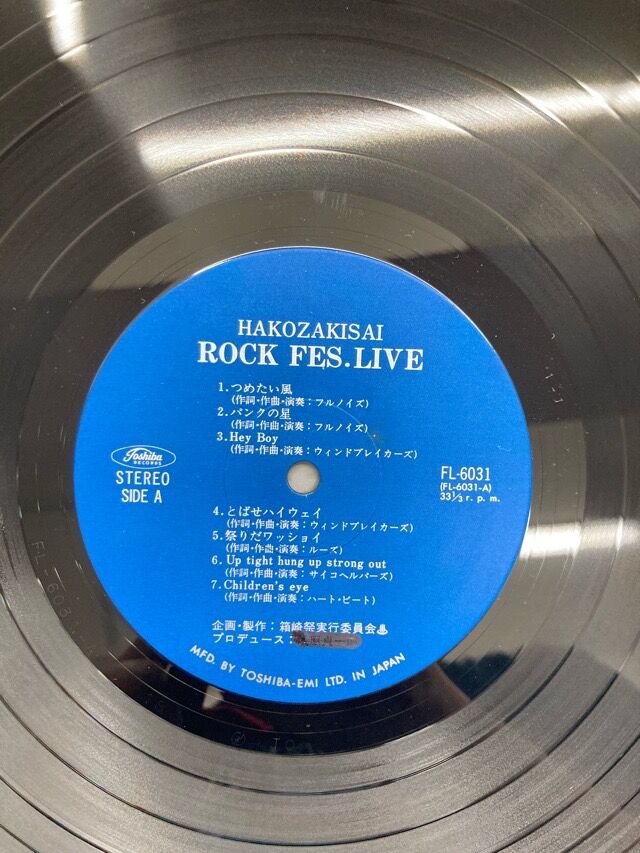 HAKOZAKISAI
ROCK FES.LIVE
1.つめたい風
(作詞・作曲・演奏：フルノイズ)
2.パンクの星
(作詞・作曲・演奏：フルノイズ)
3.Hey Boy
(作詞・作曲・演奏：ウィンドブレイカーズ)
Toshiba
RECORDS
STEREO
SIDE A
FL-6031
(FL-6031-A)
33⅓ r. p. m.
4.とばせハイウェイ
(作詞・作曲・演奏：ウィンドブレイカーズ)
5.祭りだワッショイ
(作詞・作曲・演奏：ルーズ)
6.Up tight hung up strong out
(作詞・作曲・演奏：サイコヘルパーズ)
7.Children's eye
(作詞・作曲・演奏：ハート・ビート)
企画・製作：箱崎祭実行委員会♨
プロデュース：
MFD. BY TOSHIBA-EMI LTD. IN JAPAN